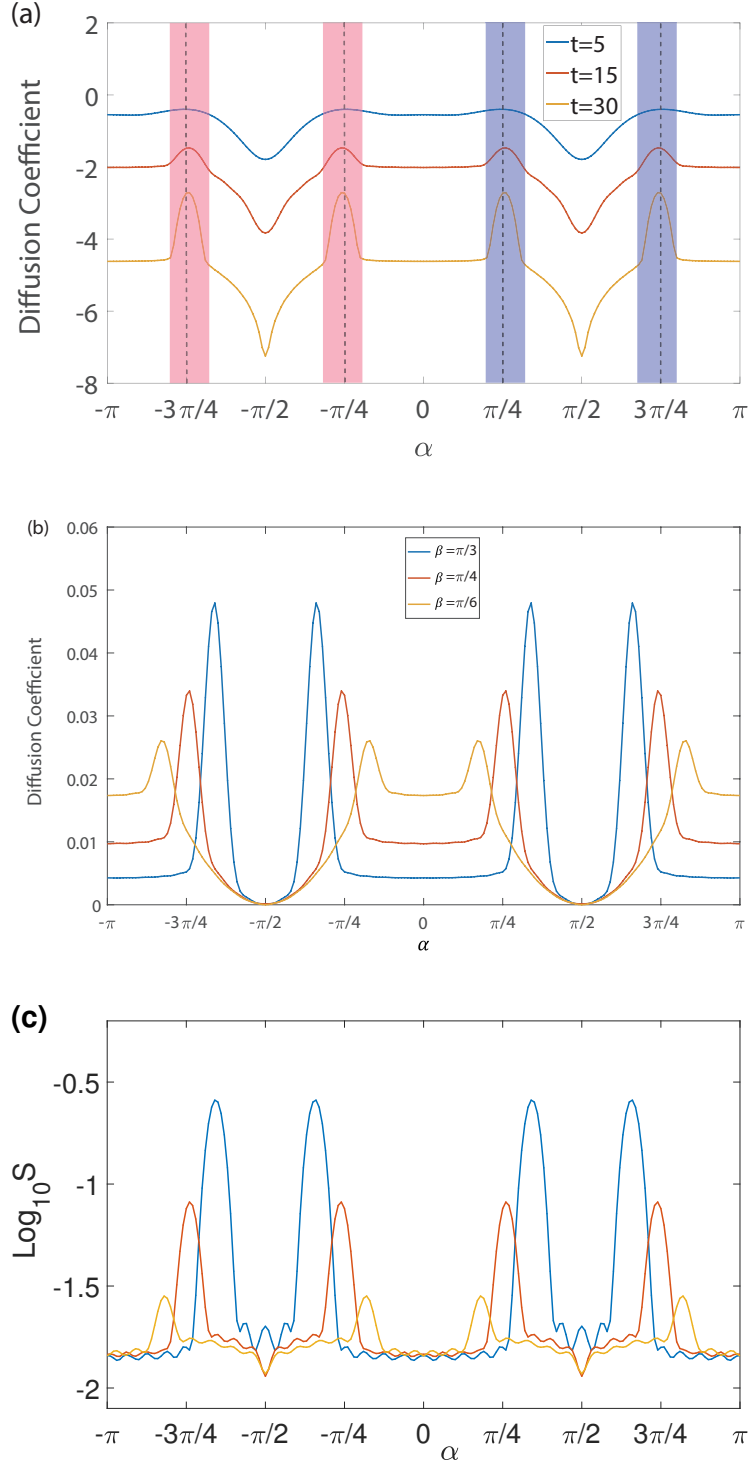 (a)
2
0
-2
-4
-6
-8
Diffusion Coefficient
t=5
t=15
t=30
-π -3π/4 -π/2 -π/4 0 π/4 π/2 3π/4 π
α
(b)
0.06
0.05
0.04
0.03
0.02
0.01
0
Diffusion Coefficient
β=π/3
β=π/4
β=π/6
-π -3π/4 -π/2 -π/4 0 π/4 π/2 3π/4 π
α
(c)
-0.5
-1
-1.5
-2
Log₁₀S
-π -3π/4 -π/2 -π/4 0 π/4 π/2 3π/4 π
α